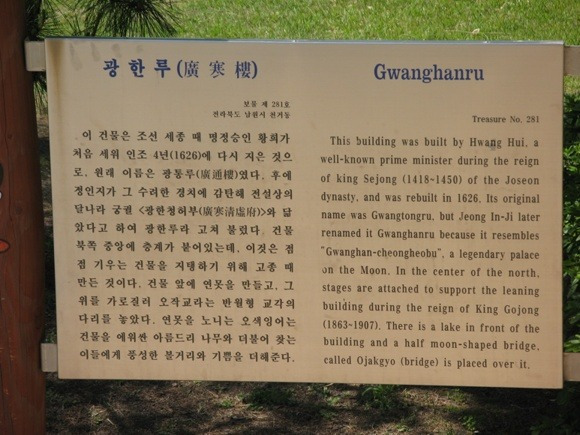 광한루(廣寒樓)
보물 제 281호
전라북도 남원시 천거동
이 건물은 조선 세종 때 명정승인 황희가
처음 세워 인조 4년(1626)에 다시 지은 것으
로, 원래 이름은 광통루(廣通樓)였다. 후에
정인지가 그 수려한 경치에 감탄해 전설상의
달나라 궁궐 <광한청허부(廣寒淸虛府)>와 닮
았다고 하여 광한루라 고쳐 불렀다. 건물
북쪽 중앙에 층계가 붙어있는데, 이것은 점
점 기우는 건물을 지탱하기 위해 고종 때
만든 것이다. 건물 앞에 연못을 만들고, 그
위를 가로질러 오작교라는 반월형 교각의
다리를 놓았다. 연못을 노니는 오색잉어는
건물을 에워싼 아름드리 나무와 더불어 찾는
이들에게 풍성한 볼거리와 기쁨을 더해준다.
Gwanghanru
Treasure No. 281
This building was built by Hwang Hui, a
well-known prime minister during the reign
of king Sejong (1418~1450) of the Joseon
dynasty, and was rebuilt in 1626. Its original
name was Gwangtongru, but Jeong In-Ji later
renamed it Gwanghanru because it resembles
"Gwanghan-cheongheobu", a legendary palace
on the Moon. In the center of the north,
stages are attached to support the leaning
building during the reign of King Gojong
(1863-1907). There is a lake in front of the
building and a half moon-shaped bridge,
called Ojakgyo (bridge) is placed over it.